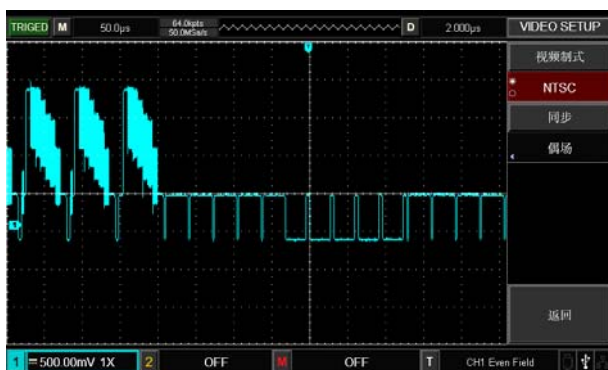 TRIGED M 50.0μs 64.0kpts D 2.000μs VIDEO SETUP
50.0MSa/s
视频制式
NTSC
同步
偶场
1
返回
1 500.00mV 1X 2 OFF M OFF T CH1 Even Field